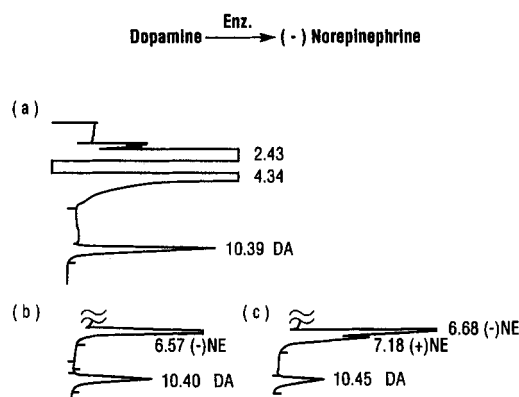 Enz.
Dopamine → (-) Norepinephrine
(a)
2.43
4.34
10.39 DA
(b)
(c)
6.57 (-)NE
6.68 (-)NE
7.18 (+)NE
10.40 DA
10.45 DA